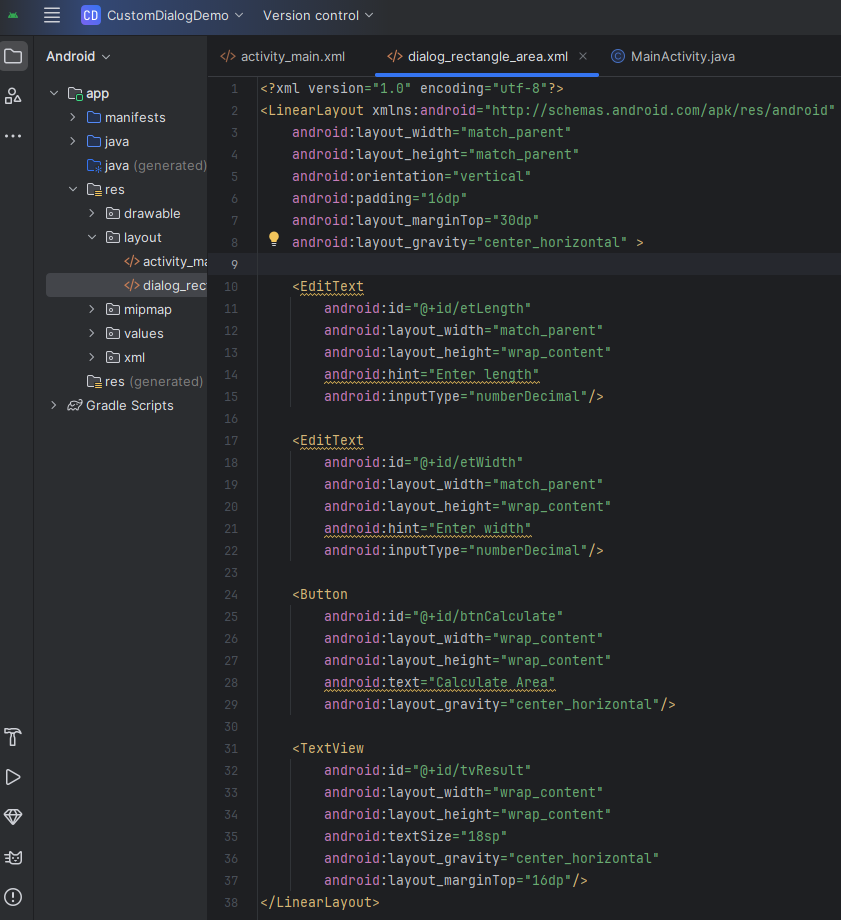 CD CustomDialogDemo Version control
Android
app
manifests
java
java (generated)
res
drawable
layout
activity_ma
dialog_rec
mipmap
values
xml
res (generated)
Gradle Scripts
activity_main.xml dialog_rectangle_area.xml MainActivity.java
1 <?xml version="1.0" encoding="utf-8"?>
2 <LinearLayout xmlns:android="http://schemas.android.com/apk/res/android"
3 android:layout_width="match_parent"
4 android:layout_height="match_parent"
5 android:orientation="vertical"
6 android:padding="16dp"
7 android:layout_marginTop="30dp"
8 android:layout_gravity="center_horizontal" >
9
10 <EditText
11 android:id="@+id/etLength"
12 android:layout_width="match_parent"
13 android:layout_height="wrap_content"
14 android:hint="Enter length"
15 android:inputType="numberDecimal"/>
16
17 <EditText
18 android:id="@+id/etWidth"
19 android:layout_width="match_parent"
20 android:layout_height="wrap_content"
21 android:hint="Enter width"
22 android:inputType="numberDecimal"/>
23
24 <Button
25 android:id="@+id/btnCalculate"
26 android:layout_width="wrap_content"
27 android:layout_height="wrap_content"
28 android:text="Calculate Area"
29 android:layout_gravity="center_horizontal"/>
30
31 <TextView
32 android:id="@+id/tvResult"
33 android:layout_width="wrap_content"
34 android:layout_height="wrap_content"
35 android:textSize="18sp"
36 android:layout_gravity="center_horizontal"
37 android:layout_marginTop="16dp"/>
38 </LinearLayout>